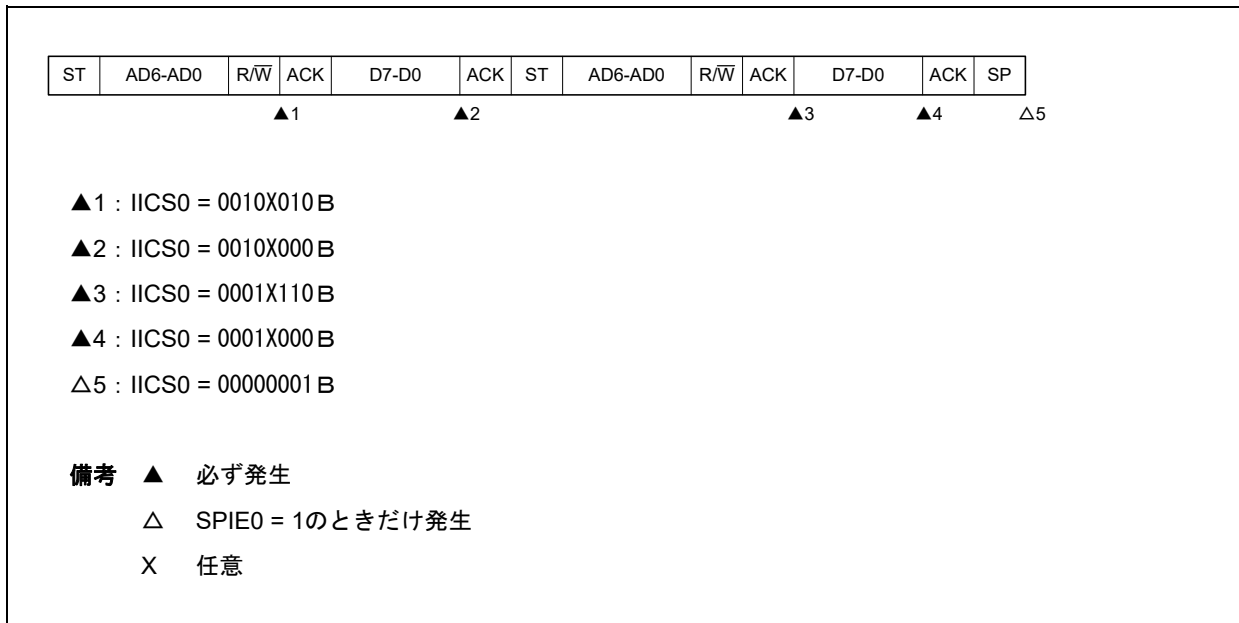 ST AD6-AD0 R/W̅ ACK D7-D0 ACK ST AD6-AD0 R/W̅ ACK D7-D0 ACK SP
▲1 ▲2 ▲3 ▲4 △5
▲1：IICS0 = 0010X010B
▲2：IICS0 = 0010X000B
▲3：IICS0 = 0001X110B
▲4：IICS0 = 0001X000B
△5：IICS0 = 00000001B
備考 ▲ 必ず発生
△ SPIE0 = 1のときだけ発生
X 任意